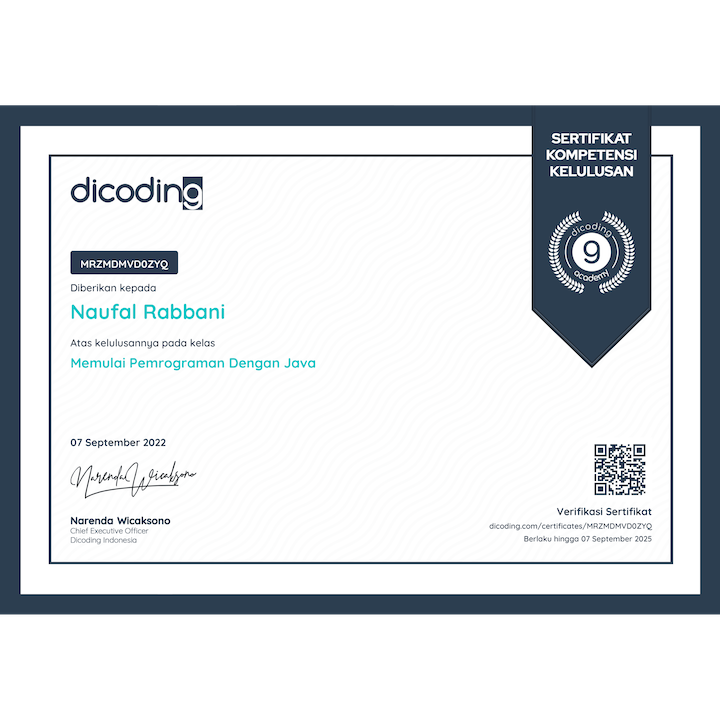 SERTIFIKAT
KOMPETENSI
KELULUSAN
dicoding
dicoding
9
academy
MRZMDMVD0ZYQ
Diberikan kepada
Naufal Rabbani
Atas kelulusannya pada kelas
Memulai Pemrograman Dengan Java
07 September 2022
Narenda Wicaksono
Narenda Wicaksono
Chief Executive Officer
Dicoding Indonesia
Verifikasi Sertifikat
dicoding.com/certificates/MRZMDMVD0ZYQ
Berlaku hingga 07 September 2025